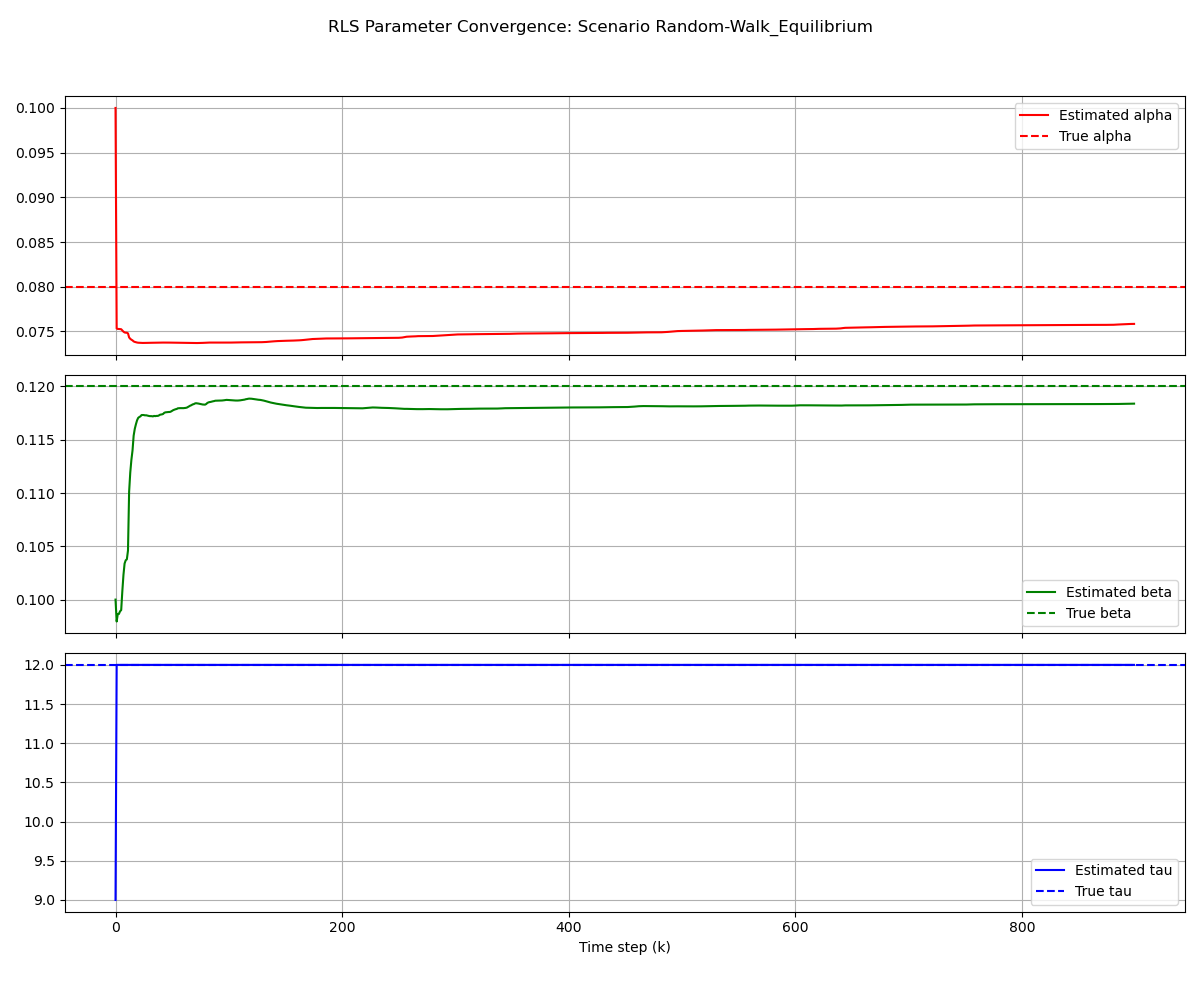 RLS Parameter Convergence: Scenario Random-Walk_Equilibrium
0.100
0.095
0.090
0.085
0.080
0.075
Estimated alpha
True alpha
0.120
0.115
0.110
0.105
0.100
Estimated beta
True beta
12.0
11.5
11.0
10.5
10.0
9.5
9.0
Estimated tau
True tau
0 200 400 600 800
Time step (k)